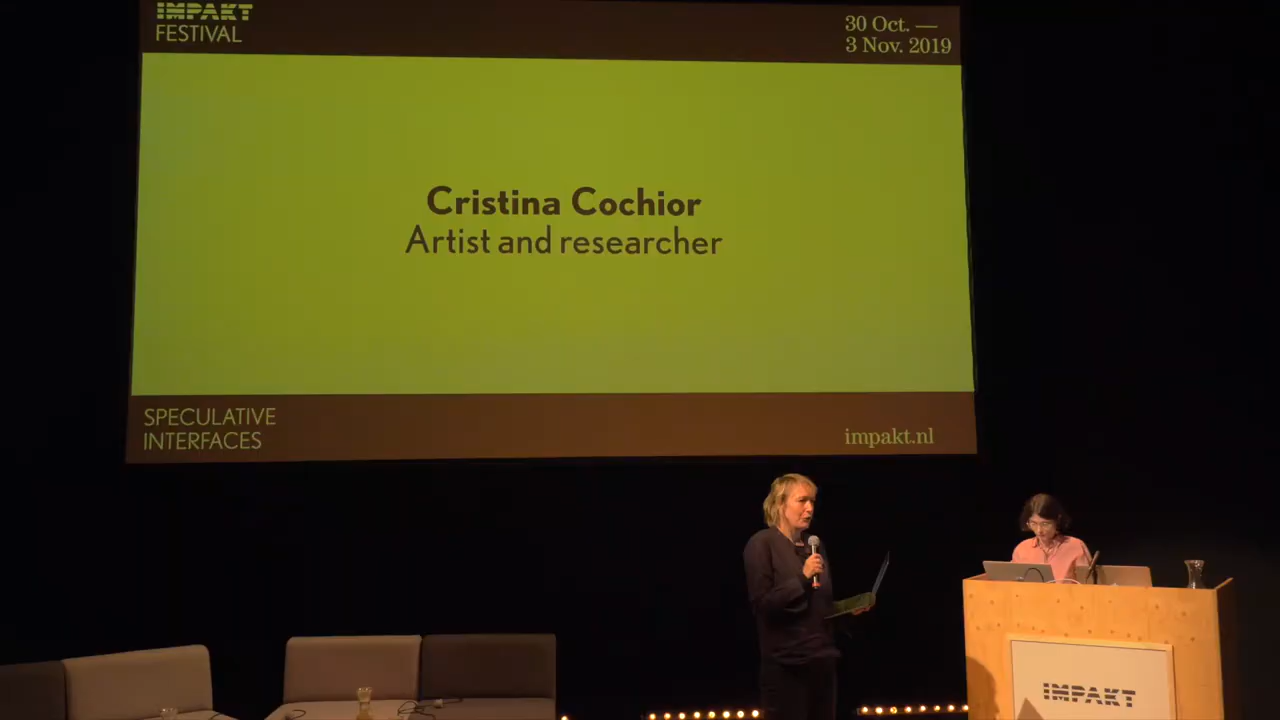 IMPAKT
FESTIVAL
30 Oct. —
3 Nov. 2019
Cristina Cochior
Artist and researcher
SPECULATIVE
INTERFACES
impakt.nl
IMPAKT